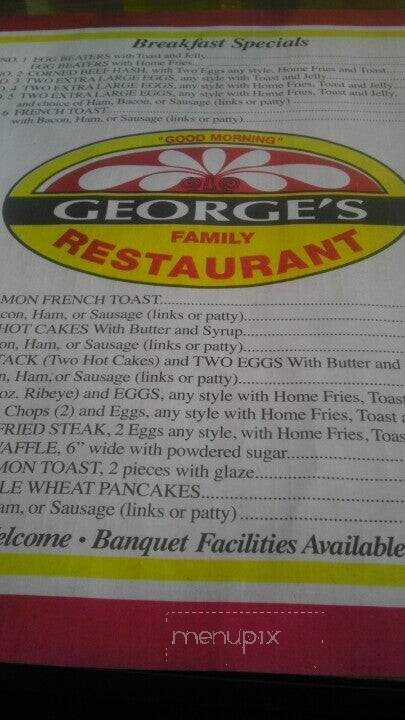 Breakfast Specials
NO. 1 EGG BEATERS with Toast and Jelly
EGG BEATERS with Home Fries
O. 2 CORNED BEEF HASH, with Two Eggs any style, Home Fries and Toast
O. 3 TWO EXTRA LARGE EGGS, any style with Toast and Jelly
O. 4 TWO EXTRA LARGE EGGS, any style with Home Fries, Toast and Jelly.
. 5 TWO EXTRA LARGE EGGS, any style with Home Fries, Toast and Jelly,
and choice of Ham, Bacon, or Sausage (links or patty)
6 FRENCH TOAST
with Bacon, Ham, or Sausage (links or patty)
"GOOD MORNING"
GEORGE'S
FAMILY
RESTAURANT
MON FRENCH TOAST
con, Ham, or Sausage (links or patty)
HOT CAKES With Butter and Syrup
on, Ham, or Sausage (links or patty)
TACK (Two Hot Cakes) and TWO EGGS With Butter and
n, Ham, or Sausage (links or patty)
oz. Ribeye) and EGGS, any style with Home Fries, Toast
Chops (2) and Eggs, any style with Home Fries, Toast a
FRIED STEAK, 2 Eggs any style, with Home Fries, Toas
WAFFLE, 6" wide with powdered sugar
MON TOAST, 2 pieces with glaze
LE WHEAT PANCAKES
am, or Sausage (links or patty)
elcome • Banquet Facilities Available
menupix